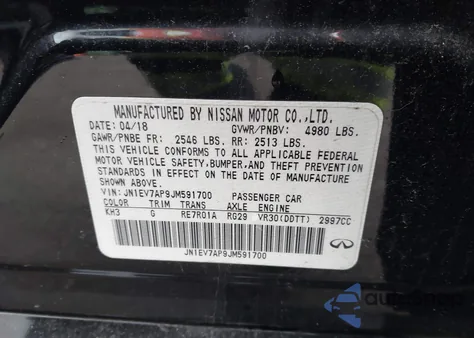 MANUFACTURED BY NISSAN MOTOR CO.,LTD.
DATE: 04/18 GVWR/PNBV: 4980 LBS.
GAWR/PNBE FR: 2546 LBS. RR: 2513 LBS.
THIS VEHICLE CONFORMS TO ALL APPLICABLE FEDERAL
MOTOR VEHICLE SAFETY,BUMPER,AND THEFT PREVENTION
STANDARDS IN EFFECT ON THE DATE OF MANUFACTURE
SHOWN ABOVE.
VIN: JN1EV7AP9JM591700 PASSENGER CAR
COLOR TRIM TRANS AXLE ENGINE
KH3 G RE7R01A RG29 VR30(DDTT) 2997CC
JN1EV7AP9JM591700